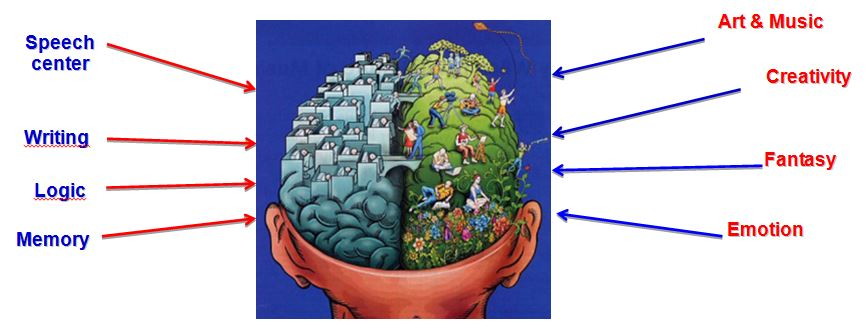 Speech
center
Writing
Logic
Memory
Art & Music
Creativity
Fantasy
Emotion